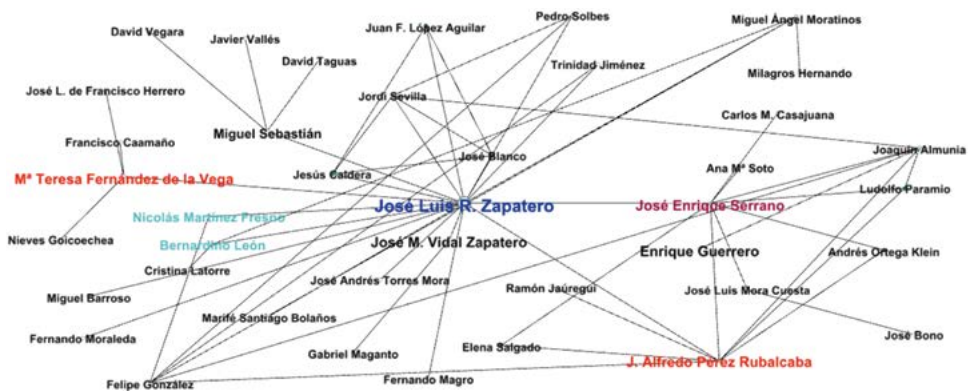 Pedro Solbes
Miguel Ángel Moratinos
David Vegara
Javier Vallés
Juan F. López Aguilar
David Taguas
Trinidad Jiménez
Milagros Hernando
José L. de Francisco Herrero
Jordi Sevilla
Carlos M. Casajuana
Miguel Sebastián
Francisco Caamaño
José Blanco
Joaquín Almunia
Mª Teresa Fernández de la Vega
Jesús Caldera
Ana Mª Soto
Ludolfo Paramio
José Luis R. Zapatero
José Enrique Serrano
Nicolás Martínez Fresno
Nieves Goicoechea
Bernardino León
José M. Vidal Zapatero
Enrique Guerrero
Andrés Ortega Klein
Cristina Latorre
José Andrés Torres Mora
Ramón Jaúregui
José Luis Mora Cuesta
Miguel Barroso
Marifé Santiago Bolaños
Fernando Moraleda
José Bono
Gabriel Maganto
Elena Salgado
J. Alfredo Pérez Rubalcaba
Felipe González
Fernando Magro